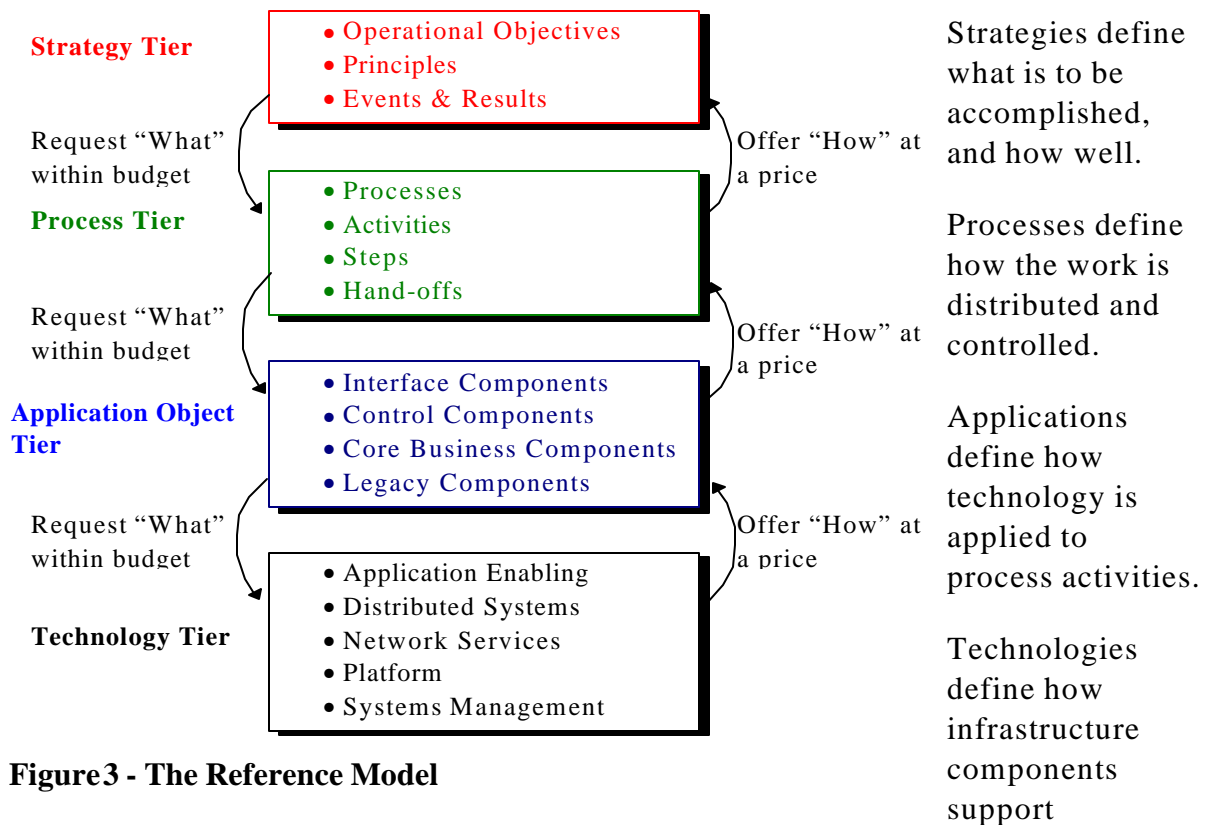 Strategy Tier
• Operational Objectives
• Principles
• Events & Results
Request “What”
within budget
Offer “How” at
a price
Process Tier
• Processes
• Activities
• Steps
• Hand-offs
Request “What”
within budget
Offer “How” at
a price
Application Object
Tier
• Interface Components
• Control Components
• Core Business Components
• Legacy Components
Request “What”
within budget
Offer “How” at
a price
Technology Tier
• Application Enabling
• Distributed Systems
• Network Services
• Platform
• Systems Management
Strategies define
what is to be
accomplished,
and how well.
Processes define
how the work is
distributed and
controlled.
Applications
define how
technology is
applied to
process activities.
Technologies
define how
infrastructure
components
support
Figure3 - The Reference Model